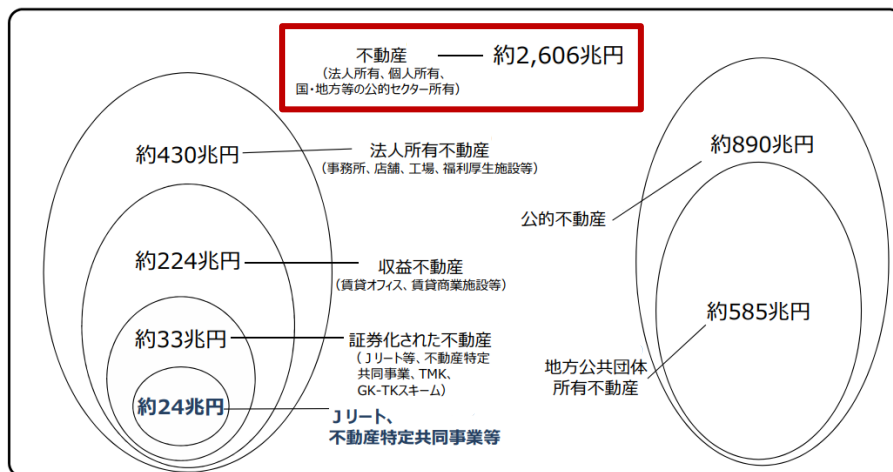 不動産 約2,606兆円
（法人所有、個人所有、
国・地方等の公的セクター所有）
約430兆円 法人所有不動産
（事務所、店舗、工場、福利厚生施設等）
約224兆円 収益不動産
（賃貸オフィス、賃貸商業施設等）
約33兆円 証券化された不動産
（Ｊリート等、不動産特定
共同事業、TMK、
GK-TKスキーム）
約24兆円 Ｊリート、
不動産特定共同事業等
約890兆円
公的不動産
約585兆円
地方公共団体
所有不動産